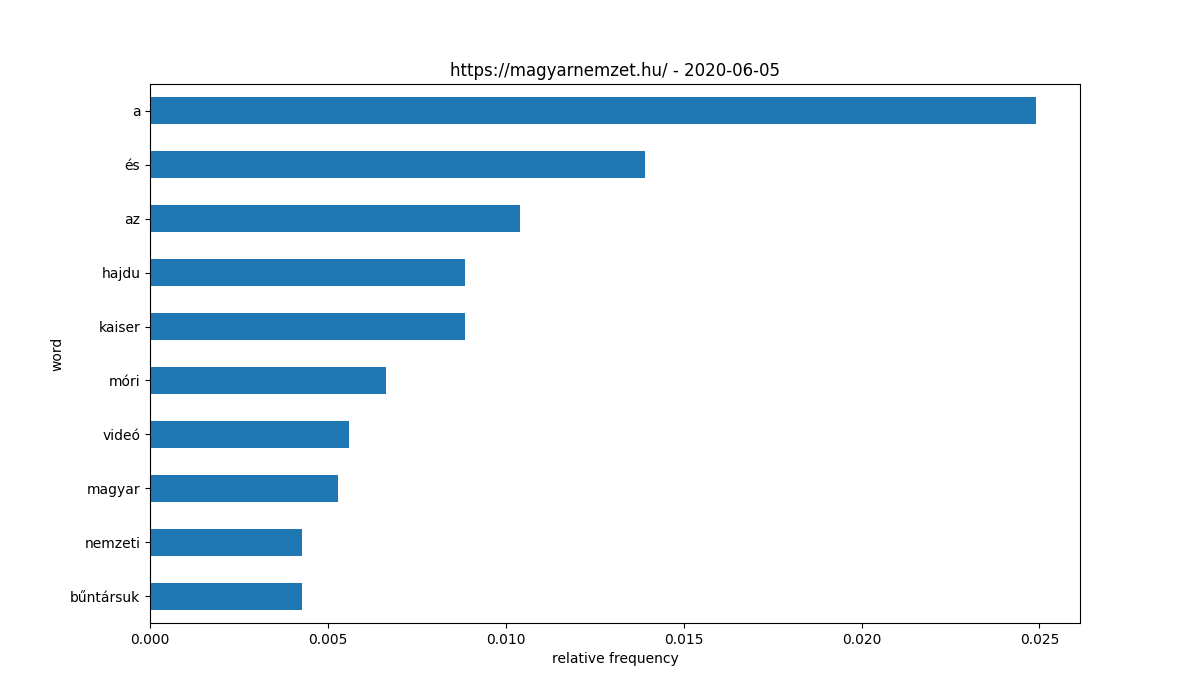 https://magyarnemzet.hu/ - 2020-06-05
a
és
az
hajdu
kaiser
móri
videó
magyar
nemzeti
bűntársuk
word
0.000 0.005 0.010 0.015 0.020 0.025
relative frequency